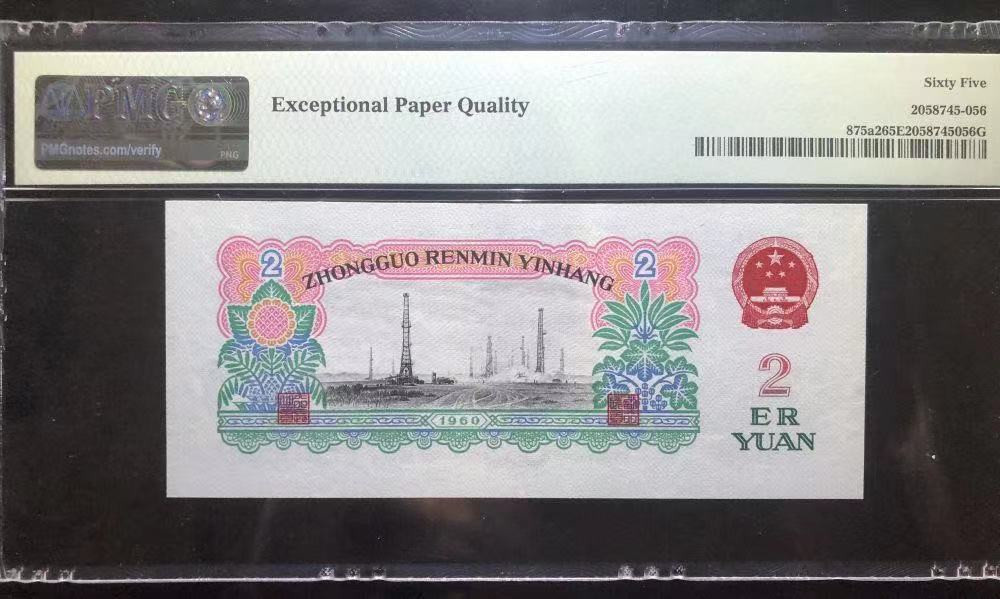 PMG
PMGnotes.com/verify
PNG
Exceptional Paper Quality
Sixty Five
2058745-056
875a265E2058745056G
2
ZHONGGUO RENMIN YINHANG
2
1960
2
ER
YUAN